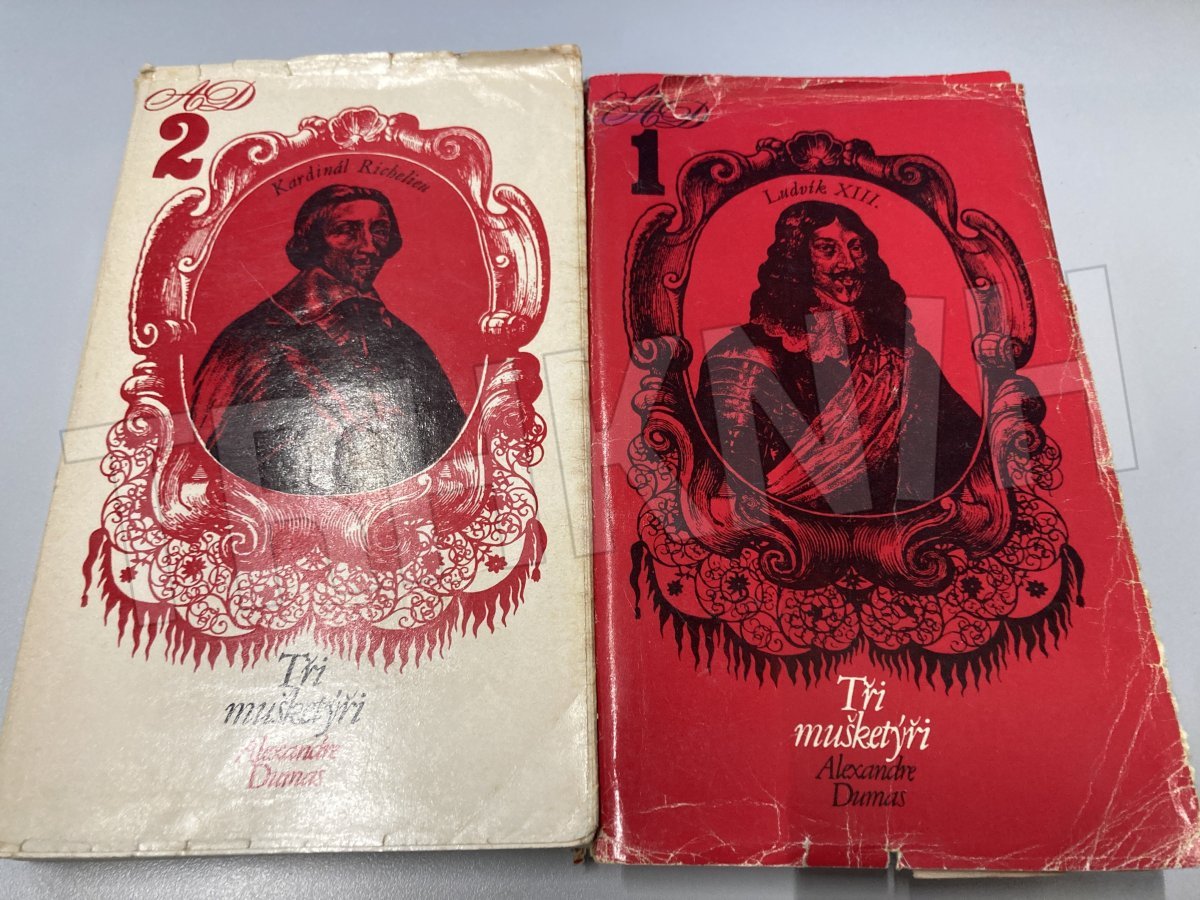 AD
2
Kardinál Richelieu
Tři
mušketýři
Alexandre
Dumas
AD
1
Ludvík XIII.
Tři
mušketýři
Alexandre
Dumas